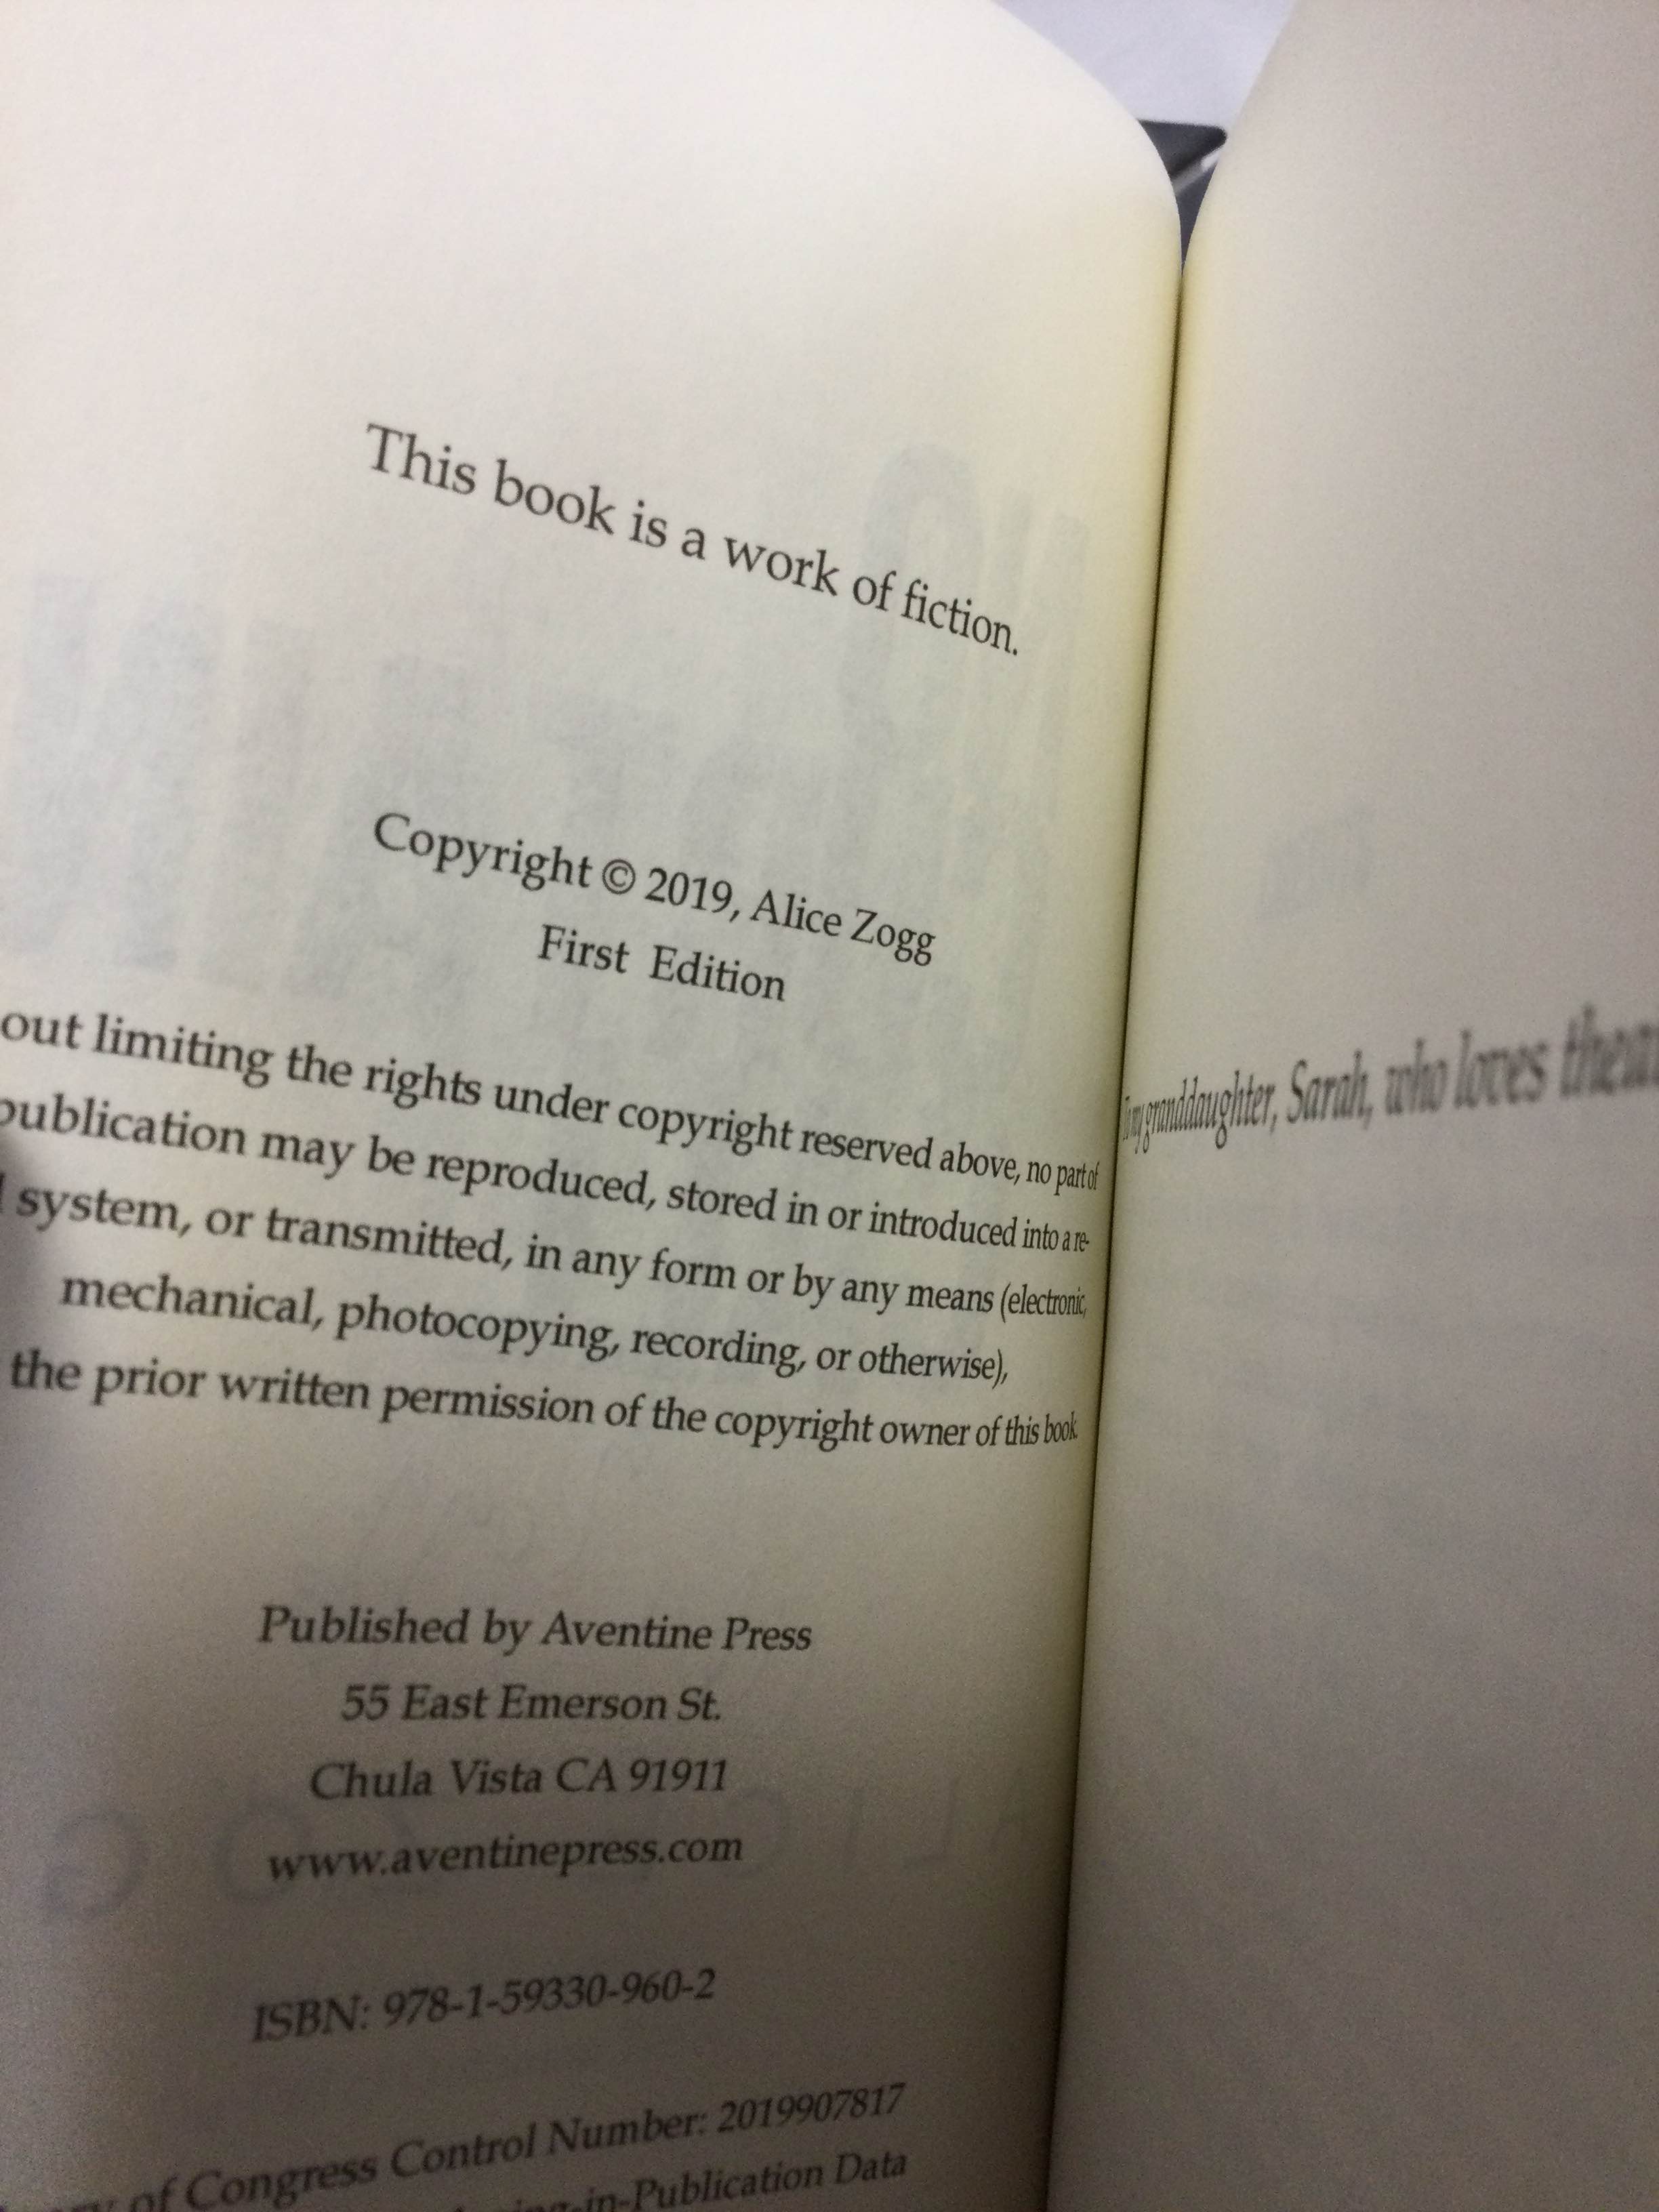 This book is a work of fiction.
Copyright © 2019, Alice Zogg
First Edition
out limiting the rights under copyright reserved above, no part of
publication may be reproduced, stored in or introduced into a re-
system, or transmitted, in any form or by any means (electronic,
mechanical, photocopying, recording, or otherwise),
the prior written permission of the copyright owner of this book.
Published by Aventine Press
55 East Emerson St.
Chula Vista CA 91911
www.aventinepress.com
ISBN: 978-1-59330-960-2
of Congress Control Number: 2019907817
-in-Publication Data
To my granddaughter, Sarah, who loves